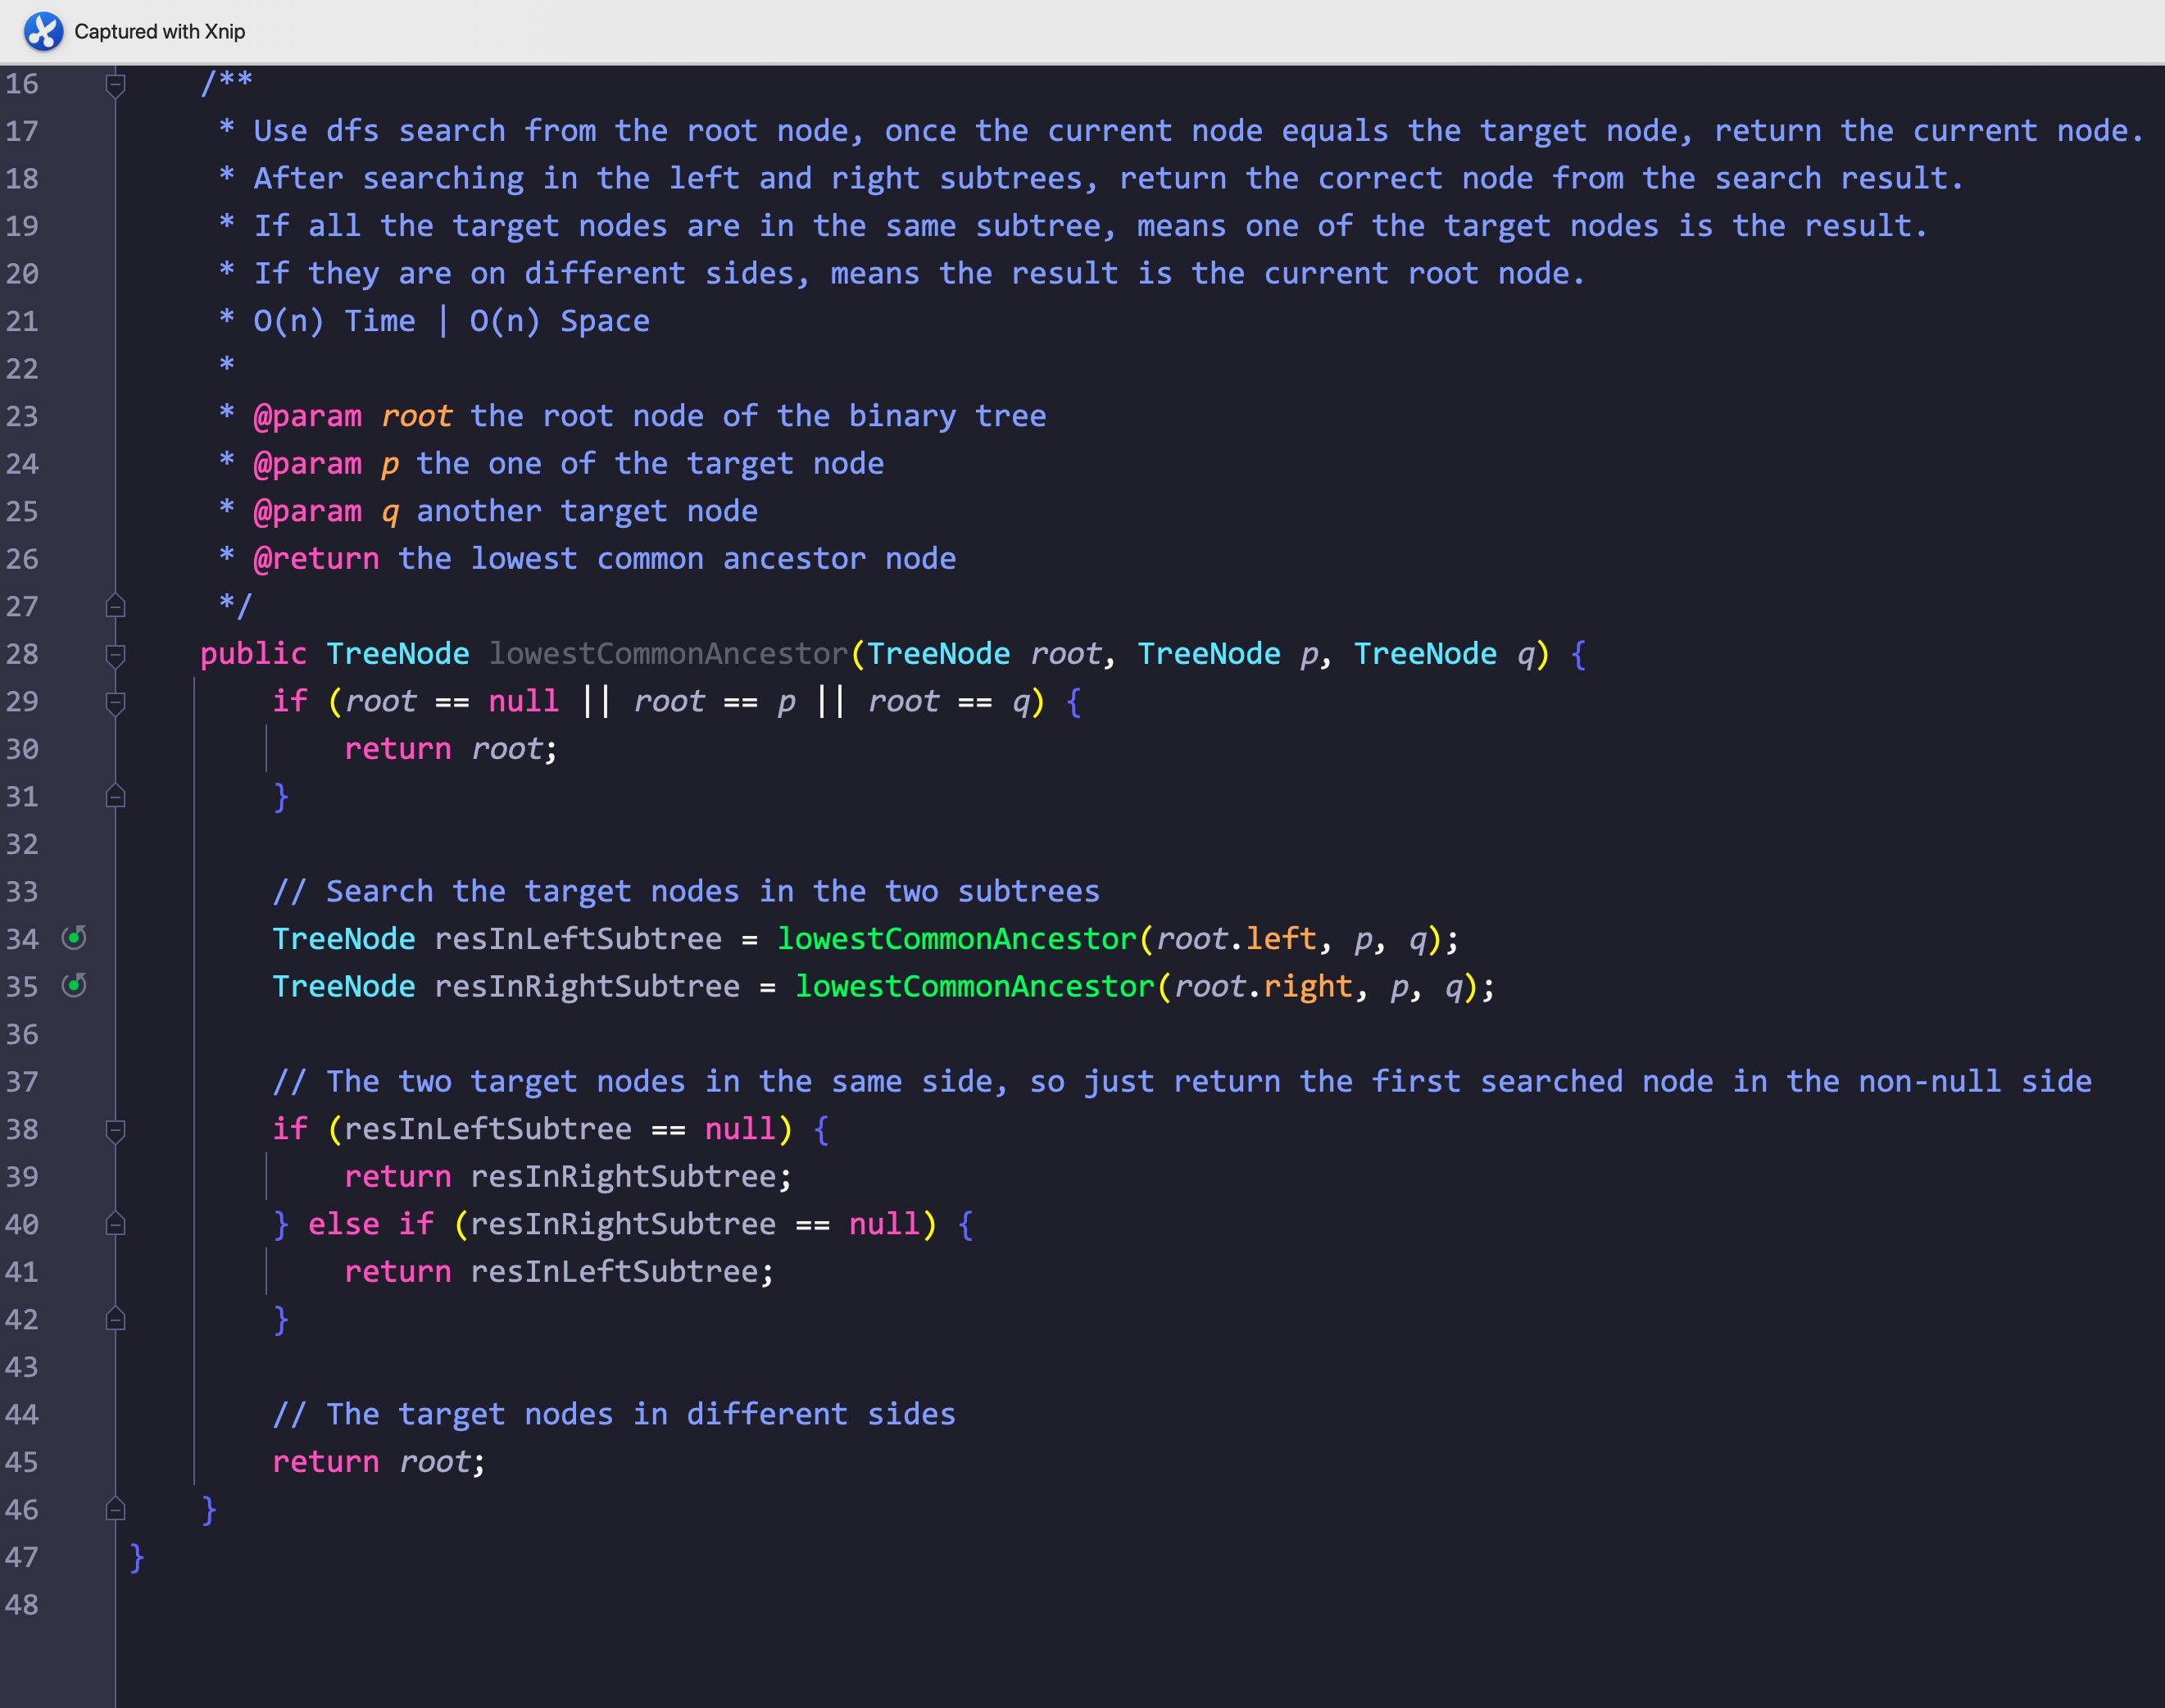 Captured with Xnip
16 /**
17 * Use dfs search from the root node, once the current node equals the target node, return the current node.
18 * After searching in the left and right subtrees, return the correct node from the search result.
19 * If all the target nodes are in the same subtree, means one of the target nodes is the result.
20 * If they are on different sides, means the result is the current root node.
21 * O(n) Time | O(n) Space
22 *
23 * @param root the root node of the binary tree
24 * @param p the one of the target node
25 * @param q another target node
26 * @return the lowest common ancestor node
27 */
28 public TreeNode lowestCommonAncestor(TreeNode root, TreeNode p, TreeNode q) {
29 if (root == null || root == p || root == q) {
30 return root;
31 }
32
33 // Search the target nodes in the two subtrees
34 TreeNode resInLeftSubtree = lowestCommonAncestor(root.left, p, q);
35 TreeNode resInRightSubtree = lowestCommonAncestor(root.right, p, q);
36
37 // The two target nodes in the same side, so just return the first searched node in the non-null side
38 if (resInLeftSubtree == null) {
39 return resInRightSubtree;
40 } else if (resInRightSubtree == null) {
41 return resInLeftSubtree;
42 }
43
44 // The target nodes in different sides
45 return root;
46 }
47 }
48